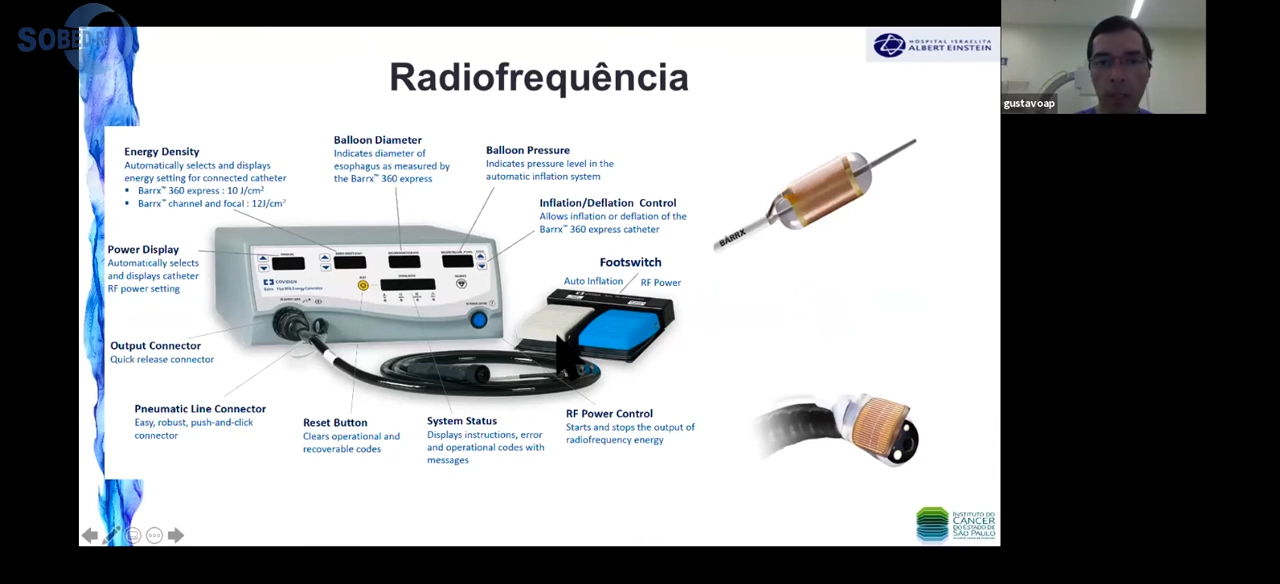 SOBED-RJ
HOSPITAL ISRAELITA
ALBERT EINSTEIN
gustavoap
Radiofrequência
Energy Density
Automatically selects and displays
energy setting for connected catheter
▪ Barrx™ 360 express : 10 J/cm²
▪ Barrx™ channel and focal : 12J/cm²
Balloon Diameter
Indicates diameter of
esophagus as measured by
the Barrx™ 360 express
Balloon Pressure
Indicates pressure level in the
automatic inflation system
Inflation/Deflation Control
Allows inflation or deflation of the
Barrx™ 360 express catheter
Power Display
Automatically selects
and displays catheter
RF power setting
Footswitch
Auto Inflation
RF Power
COVIDIEN
BARRX
Output Connector
Quick release connector
Pneumatic Line Connector
Easy, robust, push-and-click
connector
Reset Button
Clears operational and
recoverable codes
System Status
Displays instructions, error
and operational codes with
messages
RF Power Control
Starts and stops the output of
radiofrequency energy
INSTITUTO DO
CÂNCER
DO ESTADO DE
SÃO PAULO